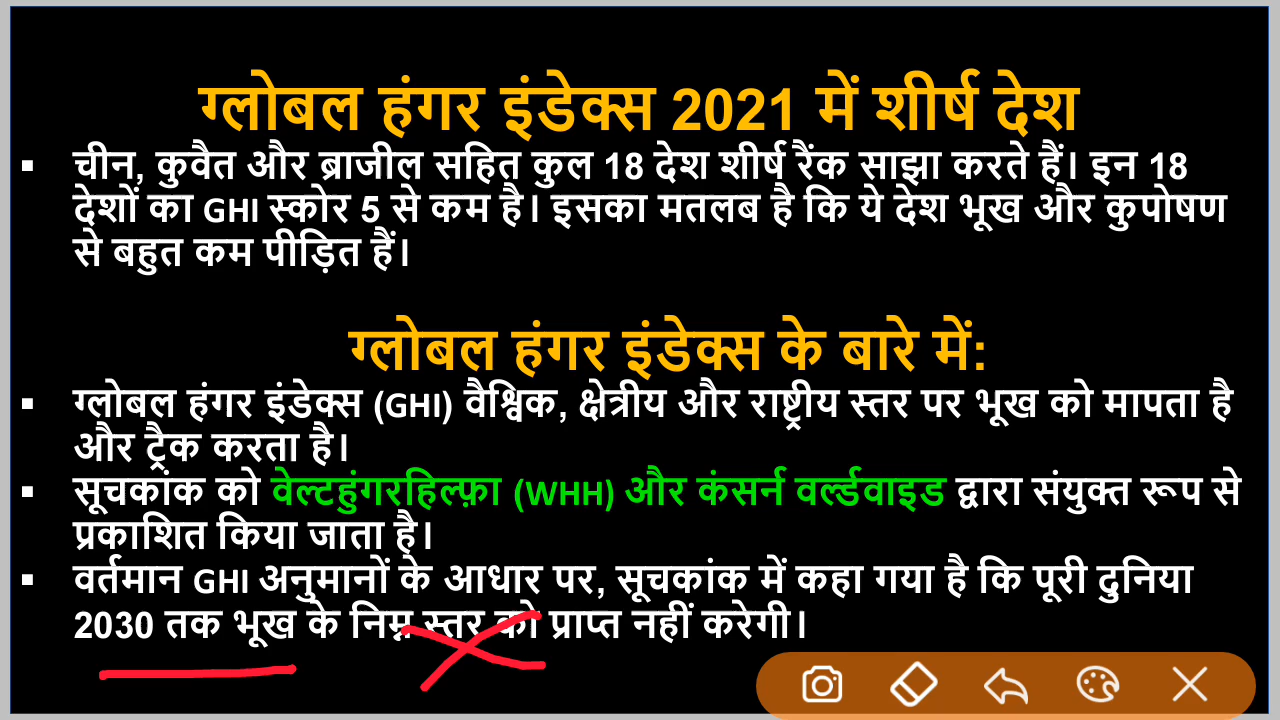 ग्लोबल हंगर इंडेक्स 2021 में शीर्ष देश
▪ चीन, कुवैत और ब्राजील सहित कुल 18 देश शीर्ष रैंक साझा करते हैं। इन 18
देशों का GHI स्कोर 5 से कम है। इसका मतलब है कि ये देश भूख और कुपोषण
से बहुत कम पीड़ित हैं।
ग्लोबल हंगर इंडेक्स के बारे में:
▪ ग्लोबल हंगर इंडेक्स (GHI) वैश्विक, क्षेत्रीय और राष्ट्रीय स्तर पर भूख को मापता है
और ट्रैक करता है।
▪ सूचकांक को वेल्टहुंगरहिल्फ़ा (WHH) और कंसर्न वर्ल्डवाइड द्वारा संयुक्त रूप से
प्रकाशित किया जाता है।
▪ वर्तमान GHI अनुमानों के आधार पर, सूचकांक में कहा गया है कि पूरी दुनिया
2030 तक भूख के निम्न स्तर को प्राप्त नहीं करेगी।